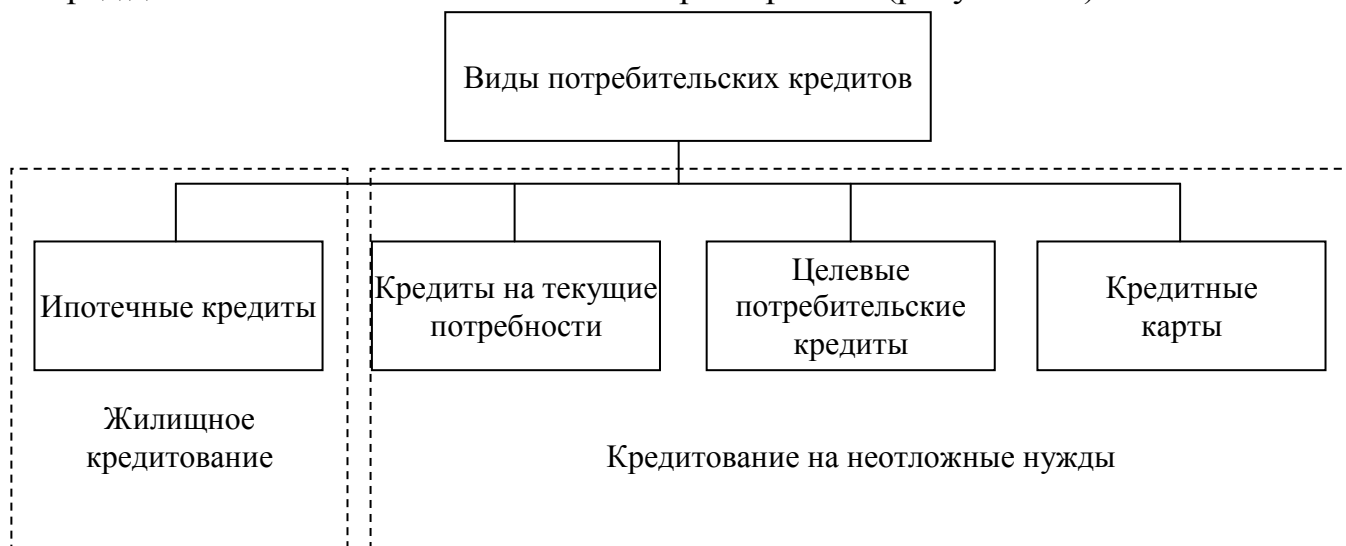 Виды потребительских кредитов
Ипотечные кредиты
Кредиты на текущие
потребности
Целевые
потребительские
кредиты
Кредитные
карты
Жилищное
кредитование
Кредитование на неотложные нужды